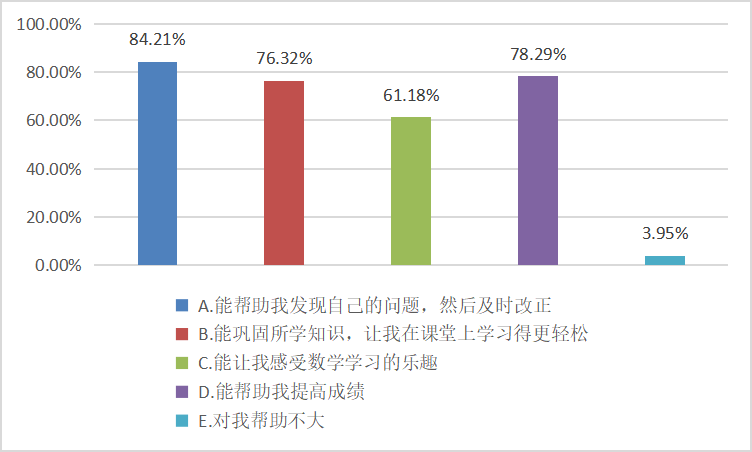 100.00%
80.00%
60.00%
40.00%
20.00%
0.00%
84.21%
76.32%
61.18%
78.29%
3.95%
A.能帮助我发现自己的问题，然后及时改正
B.能巩固所学知识，让我在课堂上学习得更轻松
C.能让我感受数学学习的乐趣
D.能帮助我提高成绩
E.对我帮助不大